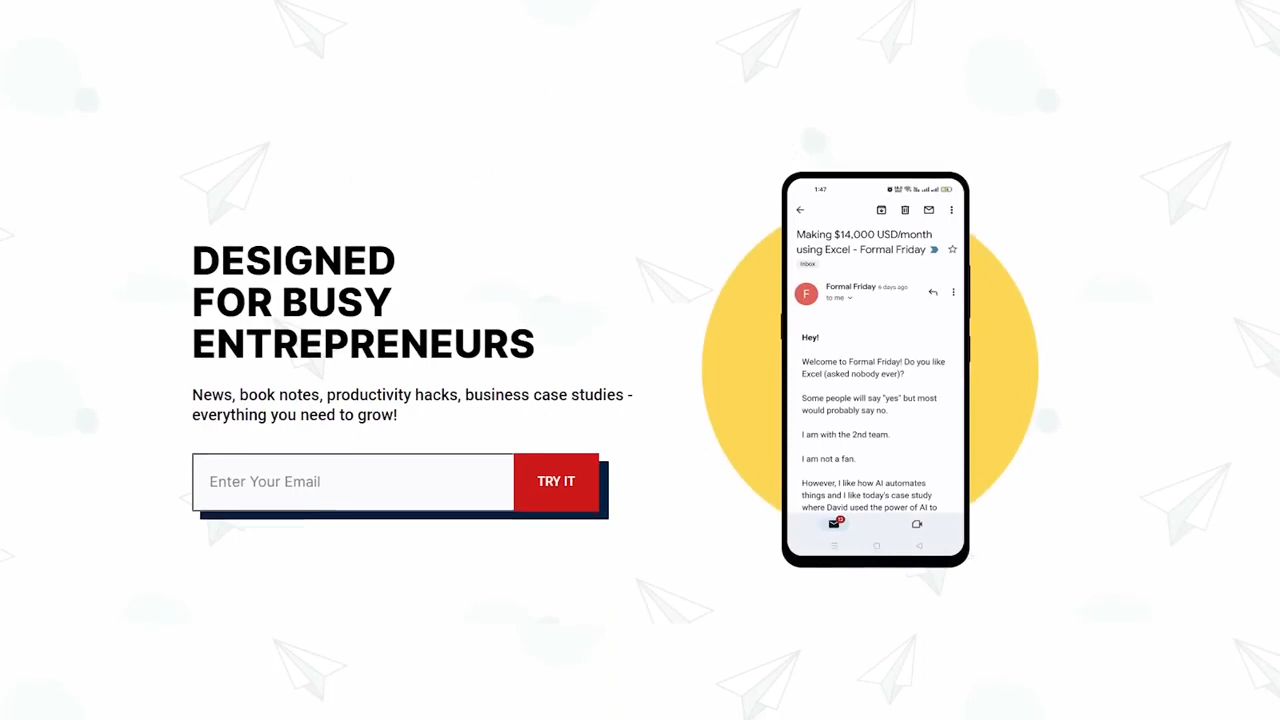 DESIGNED
FOR BUSY
ENTREPRENEURS
News, book notes, productivity hacks, business case studies -
everything you need to grow!
Enter Your Email
TRY IT
1:47
Making $14,000 USD/month
using Excel - Formal Friday
Inbox
F
Formal Friday 6 days ago
to me
Hey!
Welcome to Formal Friday! Do you like
Excel (asked nobody ever)?
Some people will say "yes" but most
would probably say no.
I am with the 2nd team.
I am not a fan.
However, I like how AI automates
things and I like today's case study
where David used the power of AI to